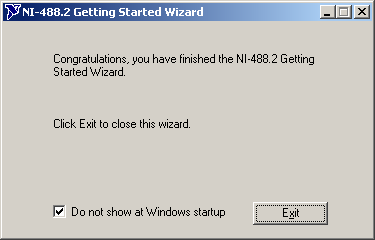 NI-488.2 Getting Started Wizard
Congratulations, you have finished the NI-488.2 Getting
Started Wizard.
Click Exit to close this wizard.
Do not show at Windows startup
Exit